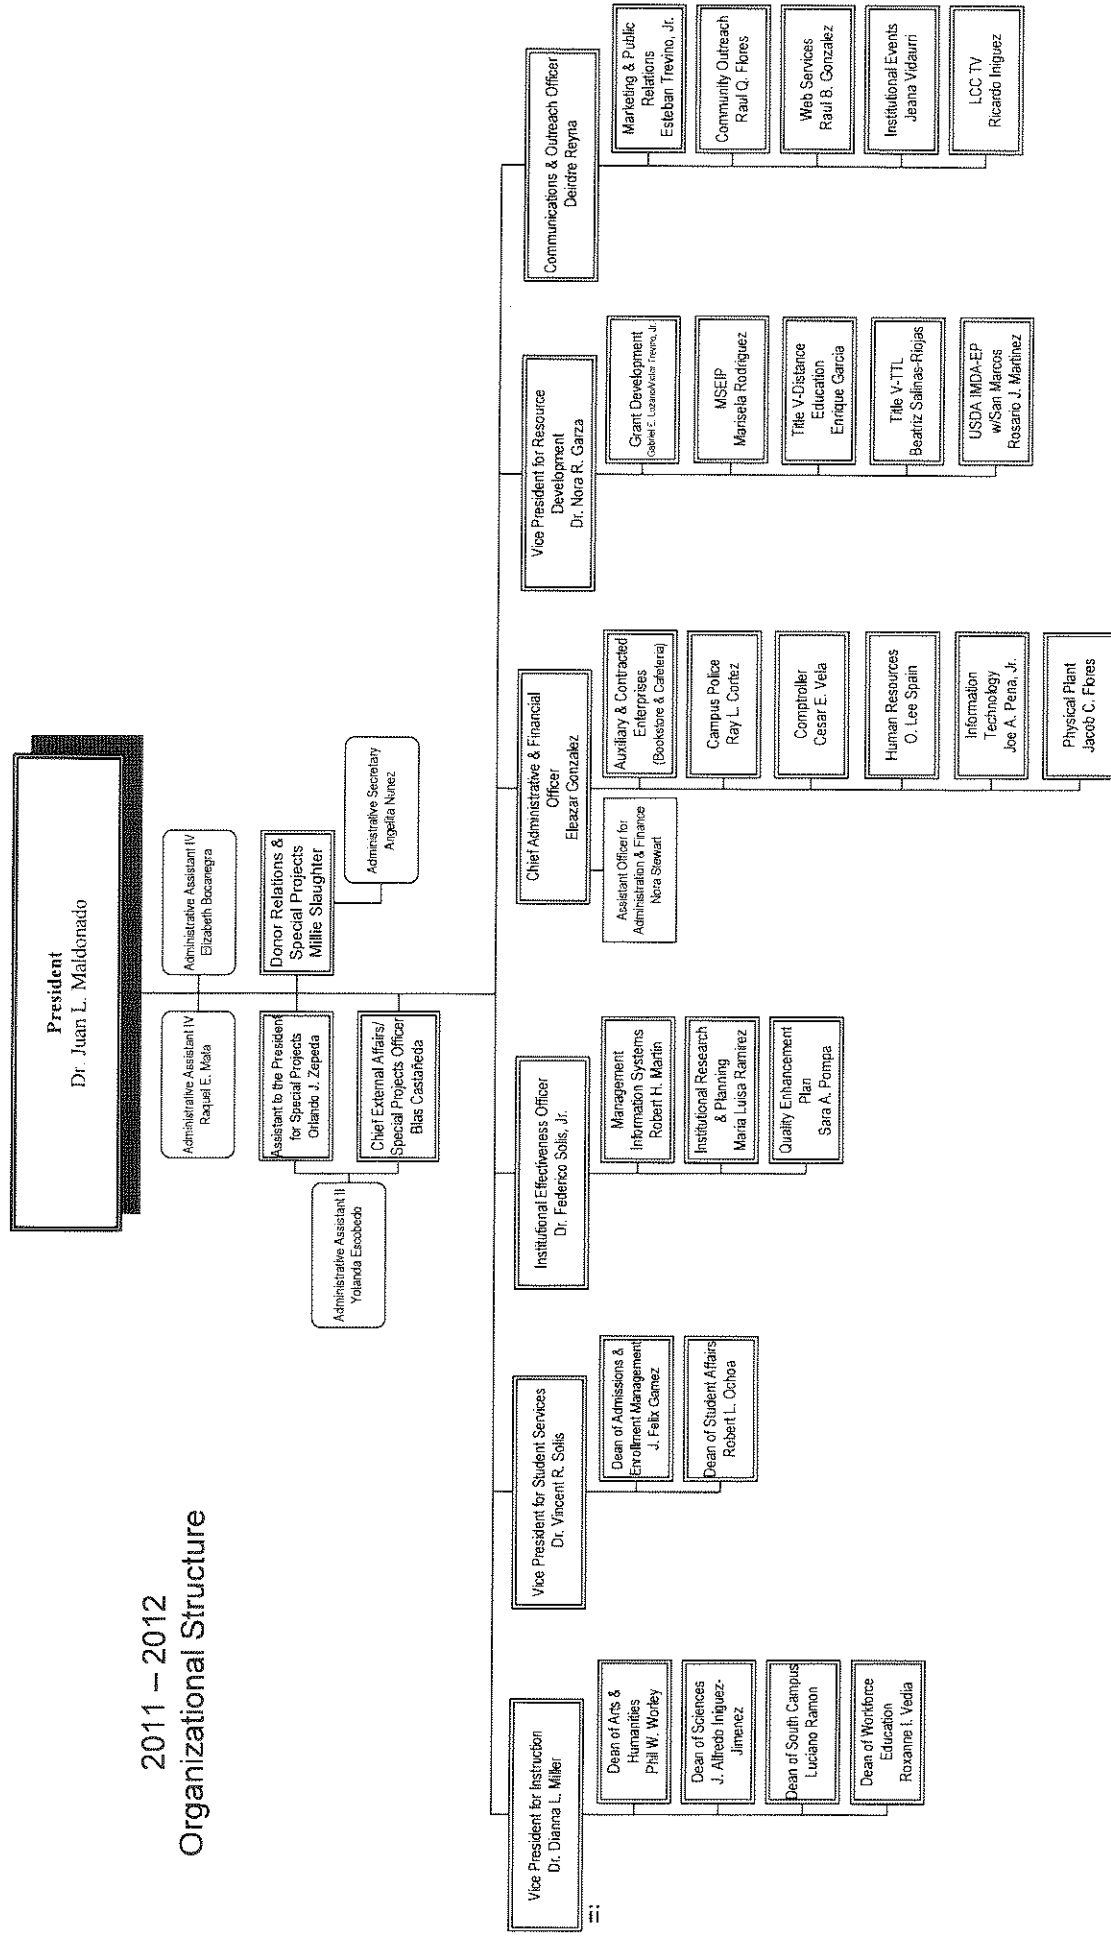 2011 – 2012
Organizational Structure
President
Dr. Juan L. Maldonado
Administrative Assistant IV
Raquel E. Mata
Administrative Assistant IV
Elizabeth Bocanegra
Assistant to the President
for Special Projects
Orlando J. Zepeda
Donor Relations &
Special Projects
Millie Slaughter
Administrative Secretary
Angelita Nunez
Chief External Affairs/
Special Projects Officer
Blas Castañeda
Administrative Assistant II
Yolanda Escobedo
Vice President for Instruction
Dr. Dianna L. Miller
Dean of Arts &
Humanities
Phil W. Worley
Dean of Sciences
J. Alfredo Iniguez-
Jimenez
Dean of South Campus
Luciano Ramon
Dean of Workforce
Education
Roxanne I. Vedia
Vice President for Student Services
Dr. Vincent R. Solis
Dean of Admissions &
Enrollment Management
J. Felix Gamez
Dean of Student Affairs
Robert L. Ochoa
Institutional Effectiveness Officer
Dr. Federico Solis, Jr.
Management
Information Systems
Robert H. Martin
Institutional Research
& Planning
Maria Luisa Ramirez
Quality Enhancement
Plan
Sara A. Pompa
Chief Administrative & Financial
Officer
Eleazar Gonzalez
Assistant Officer for
Administration & Finance
Nora Stewart
Auxiliary & Contracted
Enterprises
(Bookstore & Cafeteria)
Campus Police
Ray L. Cortez
Comptroller
Cesar E. Vela
Human Resources
O. Lee Spain
Information
Technology
Joe A. Pena, Jr.
Physical Plant
Jacob C. Flores
Vice President for Resource
Development
Dr. Nora R. Garza
Grant Development
Gabriel E. Lozano/Victor Trevino, Jr.
MSEIP
Marisela Rodriguez
Title V-Distance
Education
Enrique Garcia
Title V-TTL
Beatriz Salinas-Riojas
USDA IMDA-EP
w/San Marcos
Rosario J. Martinez
Communications & Outreach Officer
Deirdre Reyna
Marketing & Public
Relations
Esteban Trevino, Jr.
Community Outreach
Raul Q. Flores
Web Services
Raul B. Gonzalez
Institutional Events
Jeana Vidaurri
LCC TV
Ricardo Iniguez